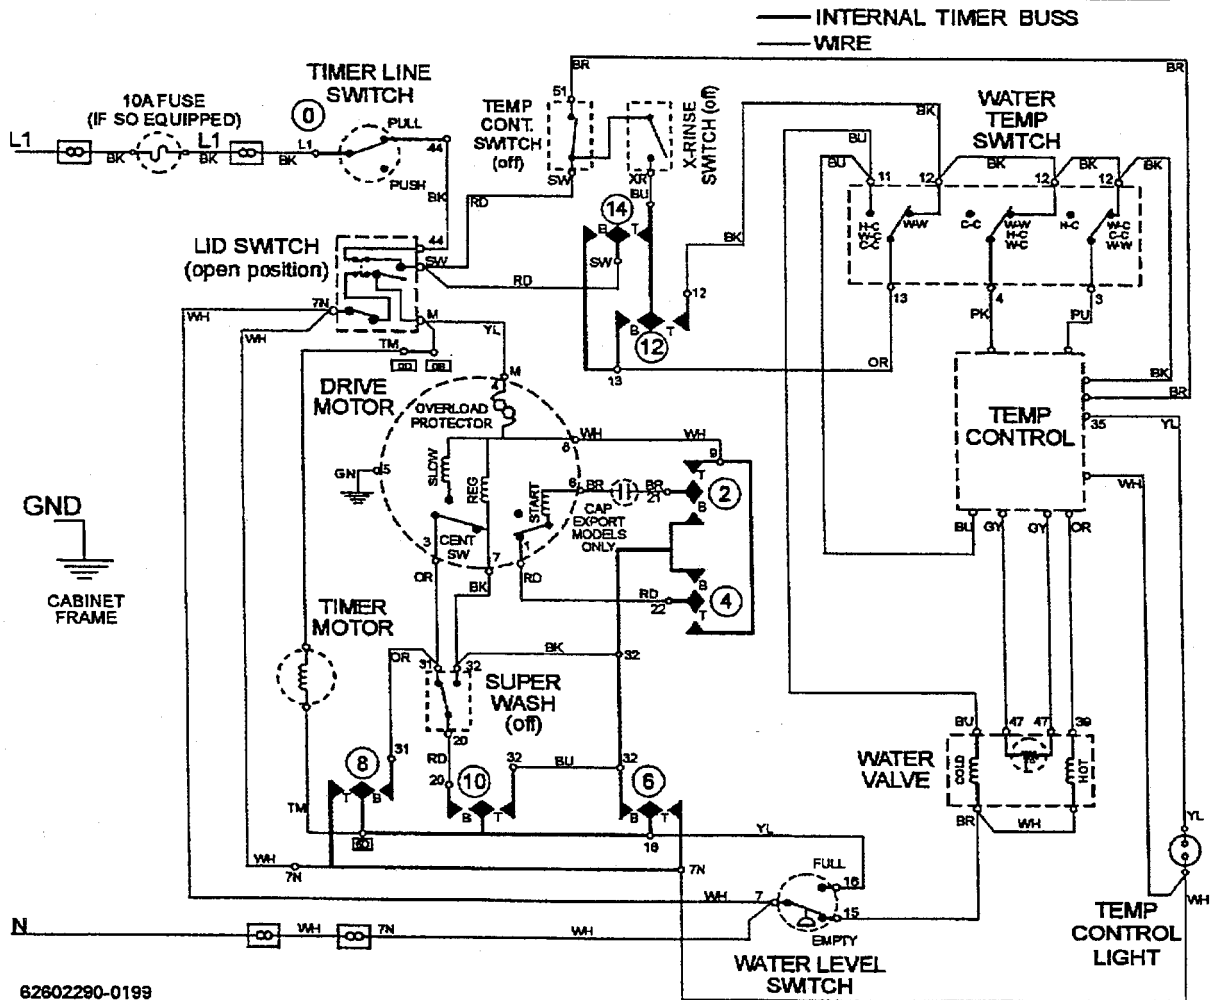 INTERNAL TIMER BUSS
WIRE
BR
BR
TIMER LINE
SWITCH
10A FUSE
(IF SO EQUIPPED)
0
PULL
PUSH
L1
BK
L1
BK
BK
L1
44
BK
44
SW
RD
RD
51
TEMP
CONT.
SWITCH
(off)
SW
X-RINSE
SWITCH (off)
XR
BU
14
B
T
SW
BK
BK
12
B
T
12
13
WATER
TEMP
SWITCH
BU
BU
11
12
BK
12
BK
12
BK
H-C
W-C
C-C
W-W
C-C
W-W
H-C
W-C
H-C
W-C
C-C
W-W
13
4
3
PK
PU
OR
LID SWITCH
(open position)
7N
WH
WH
M
YL
TM
M
4
DRIVE
MOTOR
OVERLOAD
PROTECTOR
SLOW
REG
START
CENT
SW
GN
5
8
6
3
7
1
WH
WH
9
T
2
B
BR
BR
21
CAP
EXPORT
MODELS
ONLY
B
4
T
RD
RD
22
OR
BK
TEMP
CONTROL
BK
BR
35
YL
WH
BU
GY
GY
OR
GND
CABINET
FRAME
TIMER
MOTOR
OR
31
32
BK
32
SUPER
WASH
(off)
20
RD
20
31
8
T
B
10
B
T
32
BU
32
6
B
T
TM
16
YL
WH
7N
7N
WATER
VALVE
BU
47
47
39
COLD
HOT
BR
WH
YL
WH
TEMP
CONTROL
LIGHT
FULL
16
7
15
EMPTY
WH
WH
WATER LEVEL
SWITCH
N
WH
7N
62602290-0199